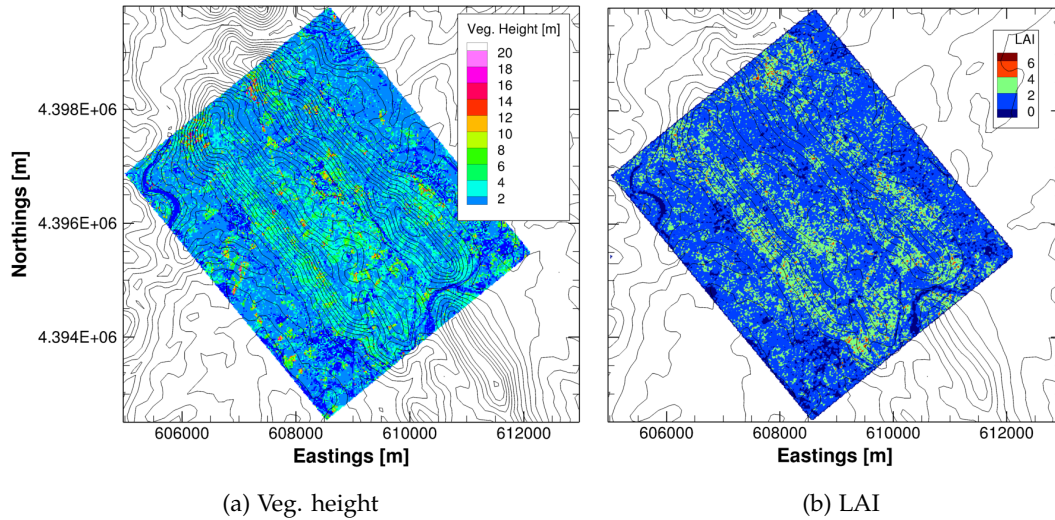 Veg. Height [m]
20
18
16
14
12
10
8
6
4
2
LAI
6
4
2
0
4.398E+06
4.396E+06
4.394E+06
Northings [m]
606000 608000 610000 612000
606000 608000 610000 612000
Eastings [m]
Eastings [m]
(a) Veg. height
(b) LAI